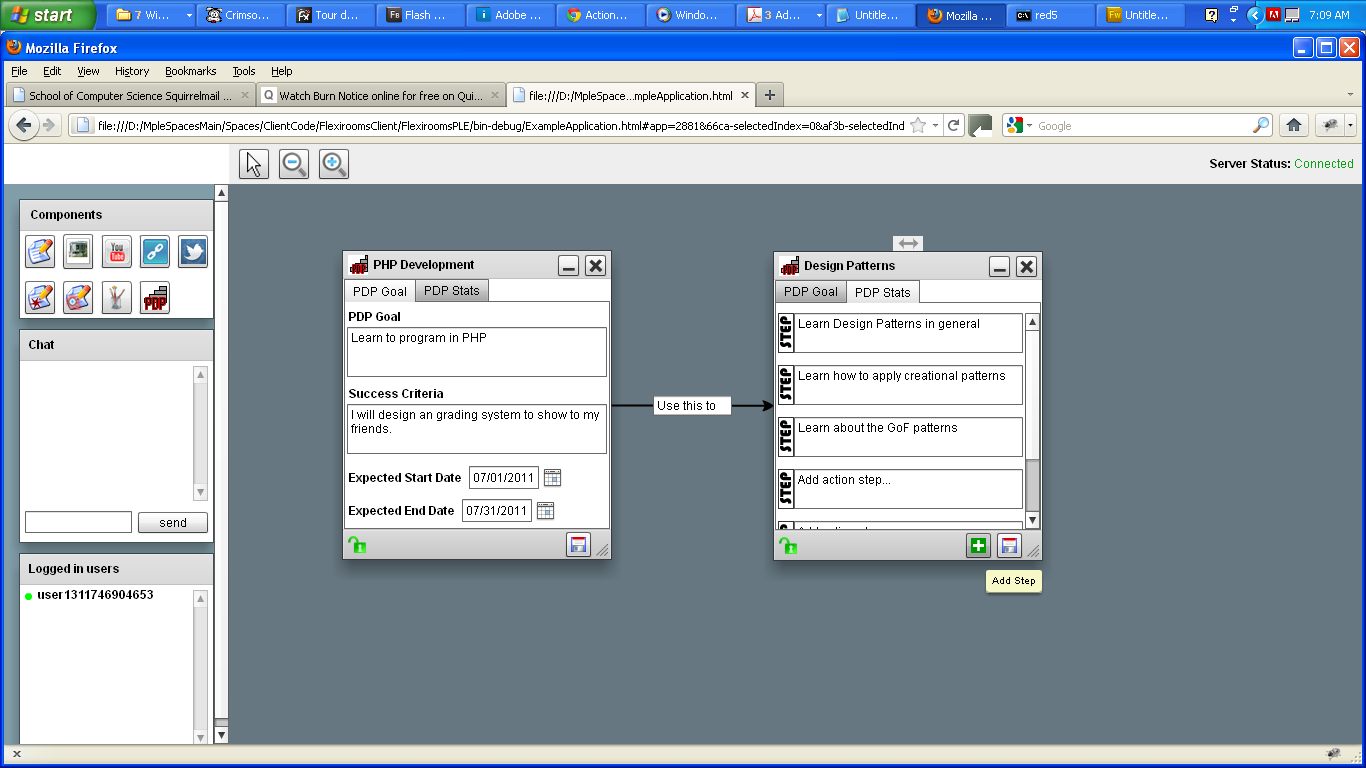 start
7 Wi...
Crimso...
Tour d...
Flash ...
Adobe ...
Action...
Windo...
3 Ad...
Untitle...
Mozilla ...
red5
Untitle...
7:09 AM
Mozilla Firefox
File Edit View History Bookmarks Tools Help
School of Computer Science Squirrelmail ...
Watch Burn Notice online for free on Qui...
file:///D:/MpleSpace...mpleApplication.html
file:///D:/MpleSpacesMain/Spaces/ClientCode/FlexiroomsClient/FlexiroomsPLE/bin-debug/ExampleApplication.html#app=2881&66ca-selectedIndex=0&af3b-selectedInd
Google
Server Status: Connected
Components
You
Tube
PDP
Chat
send
Logged in users
user1311746904653
PHP Development
PDP Goal
PDP Stats
PDP Goal
Learn to program in PHP
Success Criteria
I will design an grading system to show to my
friends.
Expected Start Date 07/01/2011
Expected End Date 07/31/2011
Use this to
Design Patterns
PDP Goal
PDP Stats
STEP
Learn Design Patterns in general
STEP
Learn how to apply creational patterns
STEP
Learn about the GoF patterns
STEP
Add action step...
Add Step